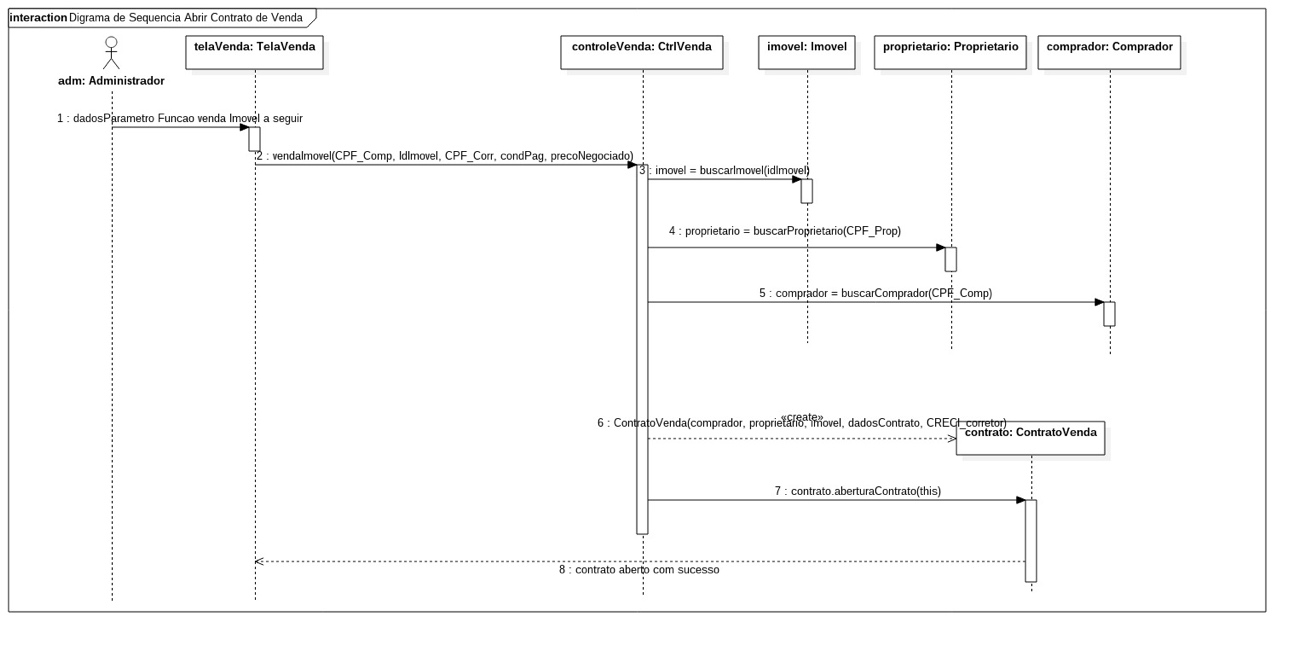 interaction Digrama de Sequencia Abrir Contrato de Venda
adm: Administrador
telaVenda: TelaVenda
controleVenda: CtrlVenda
imovel: Imovel
proprietario: Proprietario
comprador: Comprador
1 : dadosParametro Funcao venda Imovel a seguir
2 : vendaImovel(CPF_Comp, IdImovel, CPF_Corr, condPag, precoNegociado)
3 : imovel = buscarImovel(idImovel)
4 : proprietario = buscarProprietario(CPF_Prop)
5 : comprador = buscarComprador(CPF_Comp)
«create»
6 : ContratoVenda(comprador, proprietario, imovel, dadosContrato, CRECI_corretor)
contrato: ContratoVenda
7 : contrato.aberturaContrato(this)
8 : contrato aberto com sucesso